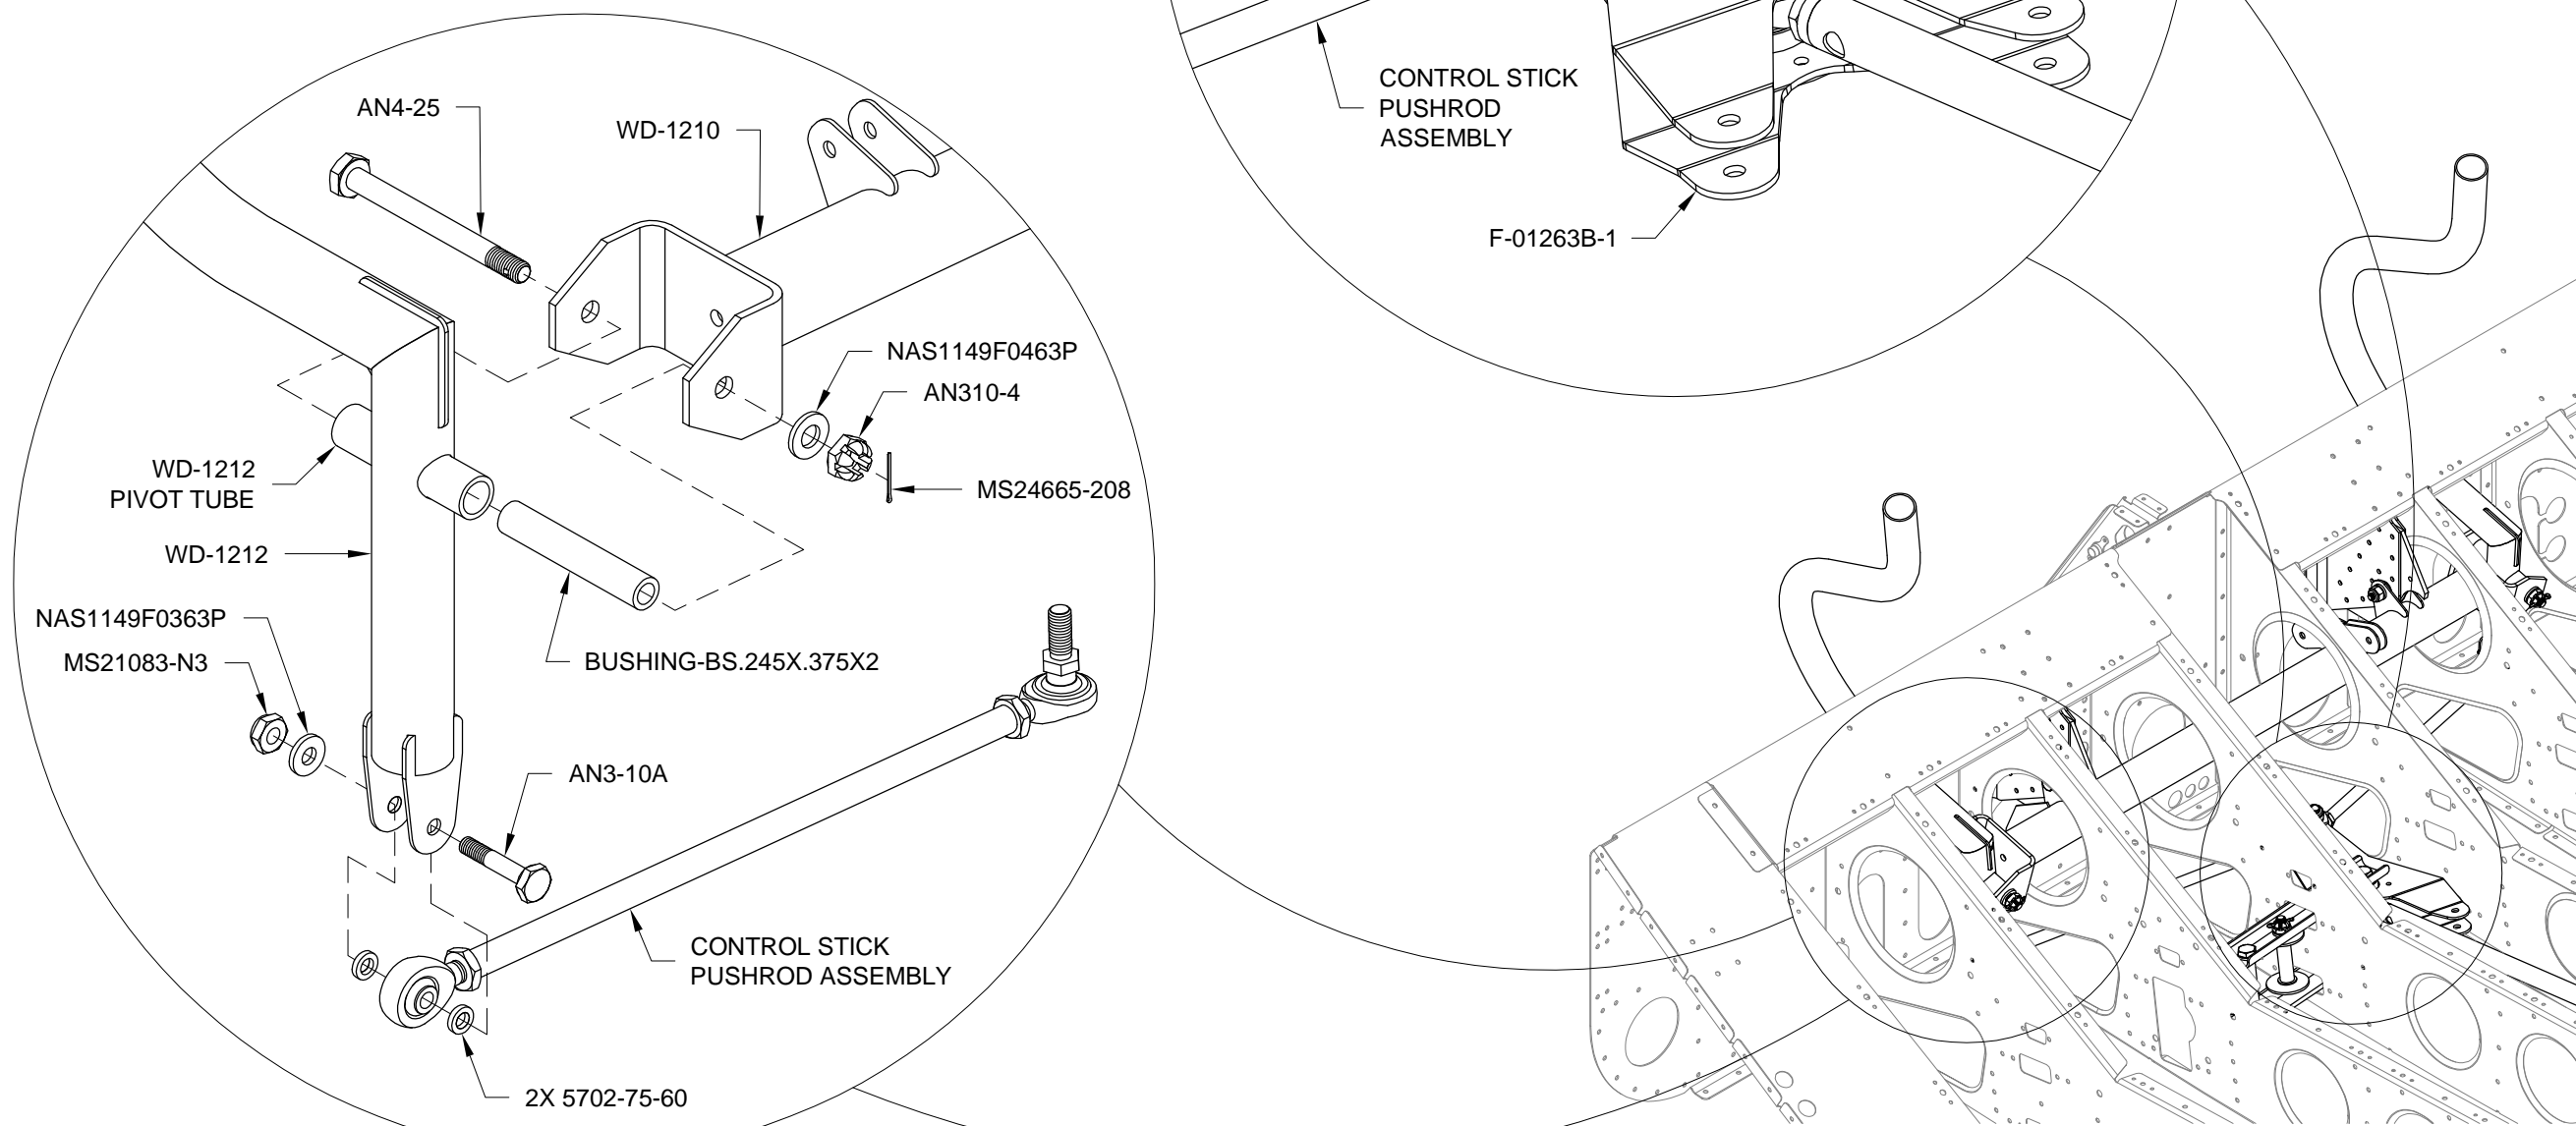 AN4-25
WD-1210
NAS1149F0463P
AN310-4
MS24665-208
WD-1212
PIVOT TUBE
WD-1212
NAS1149F0363P
MS21083-N3
BUSHING-BS.245X.375X2
AN3-10A
CONTROL STICK
PUSHROD ASSEMBLY
2X 5702-75-60
CONTROL STICK
PUSHROD
ASSEMBLY
F-01263B-1